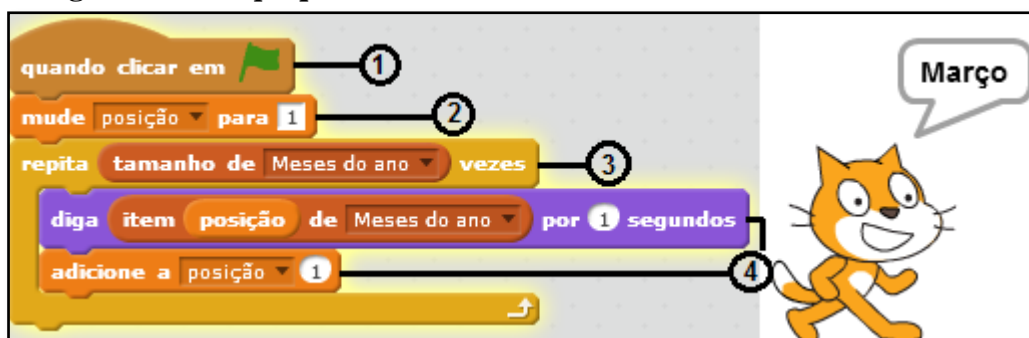 quando clicar em
1
mude posição para 1
2
repita tamanho de Meses do ano vezes
3
diga item posição de Meses do ano por 1 segundos
adicione a posição 1
4
Março